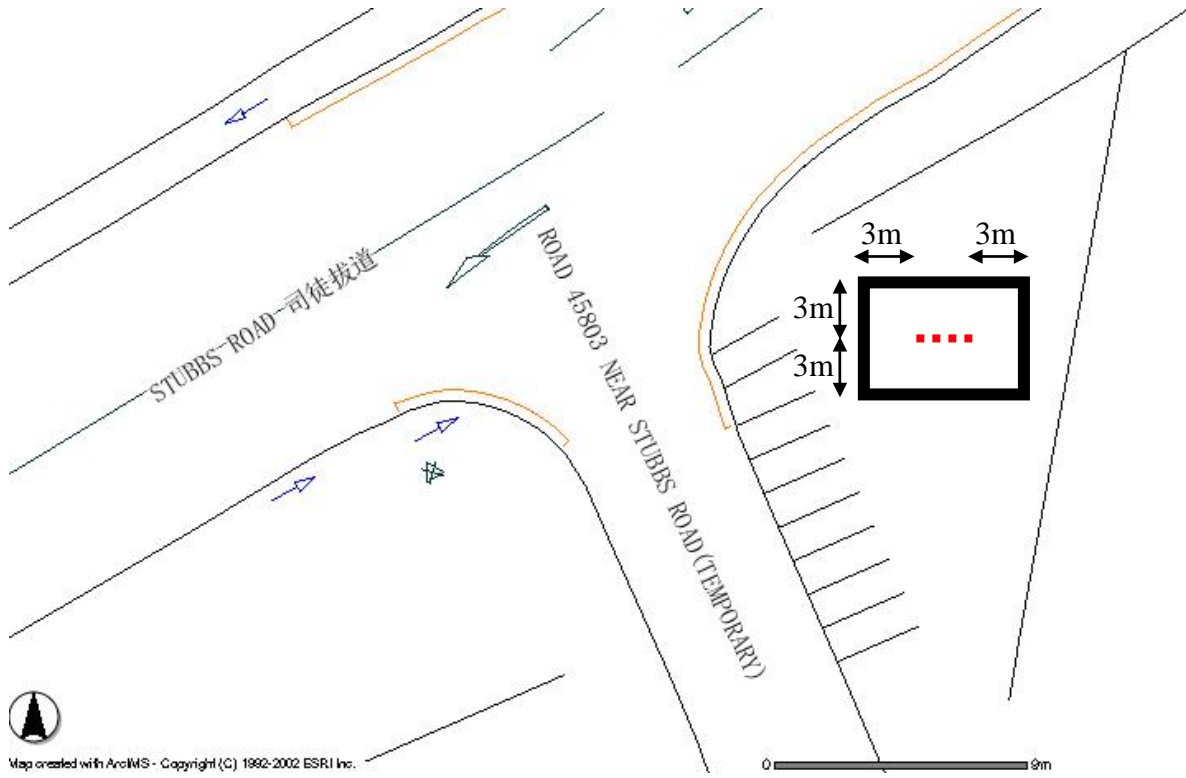 3m 3m
3m
3m
STUBBS ROAD 司徒拔道
ROAD 45803 NEAR STUBBS ROAD(TEMPORARY)
Map created with ArcIMS - Copyright (C) 1992-2002 ESRI Inc.
0 9m